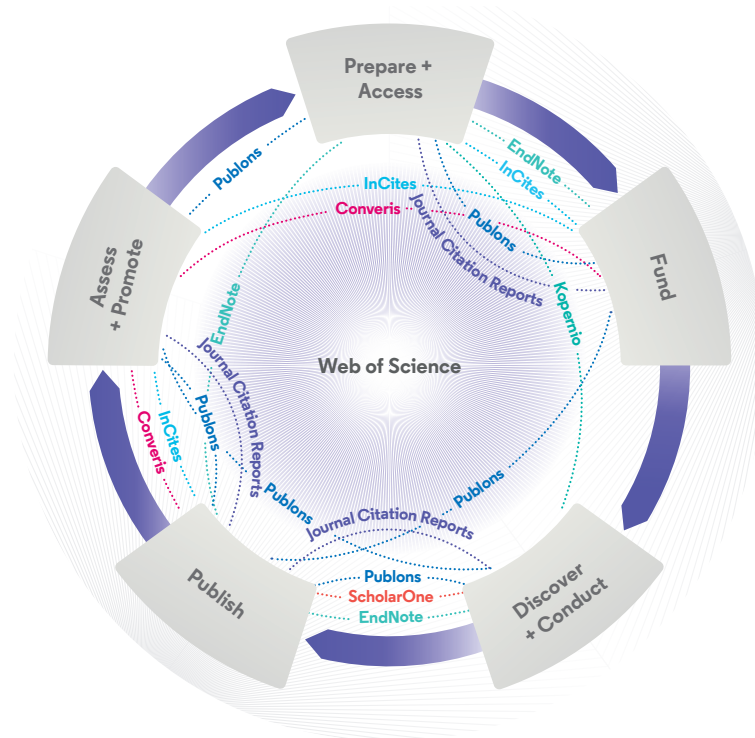 Prepare +
Access
EndNote
InCites
Publons
InCites
Converis
Publons
Journal Citation Reports
Kopernio
Fund
Assess
+ Promote
EndNote
Web of Science
Journal Citation Reports
Publons
InCites
Converis
Publons
Publons
Journal Citation Reports
Publons
ScholarOne
EndNote
Publish
Discover
+ Conduct